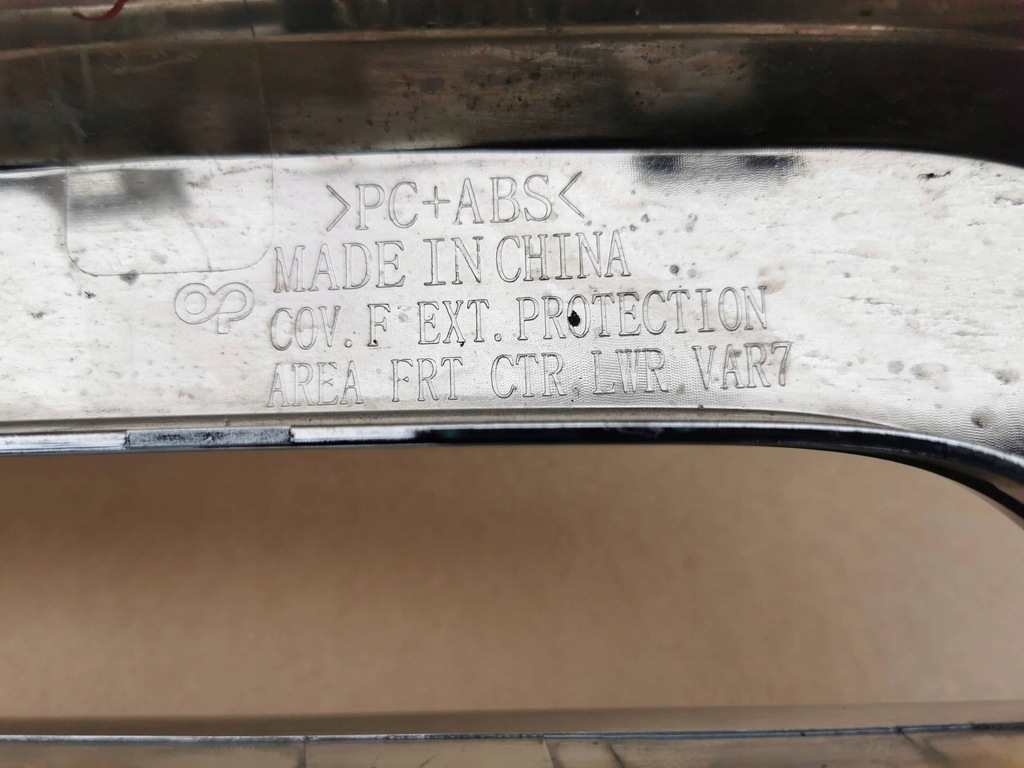 >PC+ABS<
MADE IN CHINA
COV. F EXT. PROTECTION
AREA FRT CTR. LWR VAR7